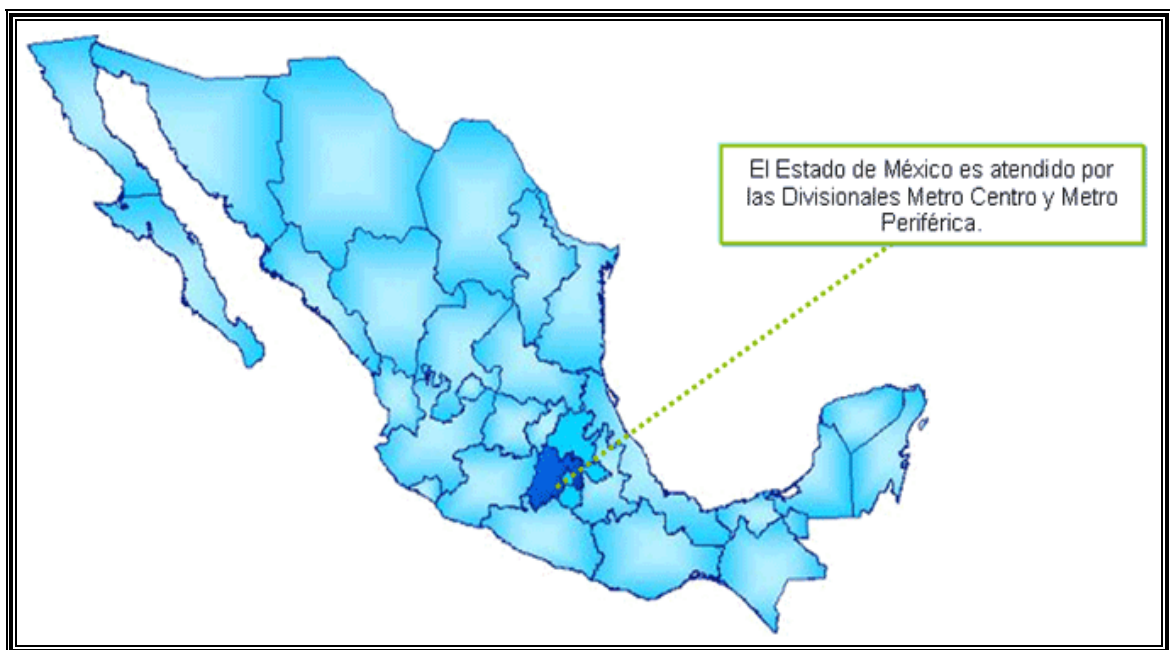 El Estado de México es atendido por
las Divisionales Metro Centro y Metro
Periférica.